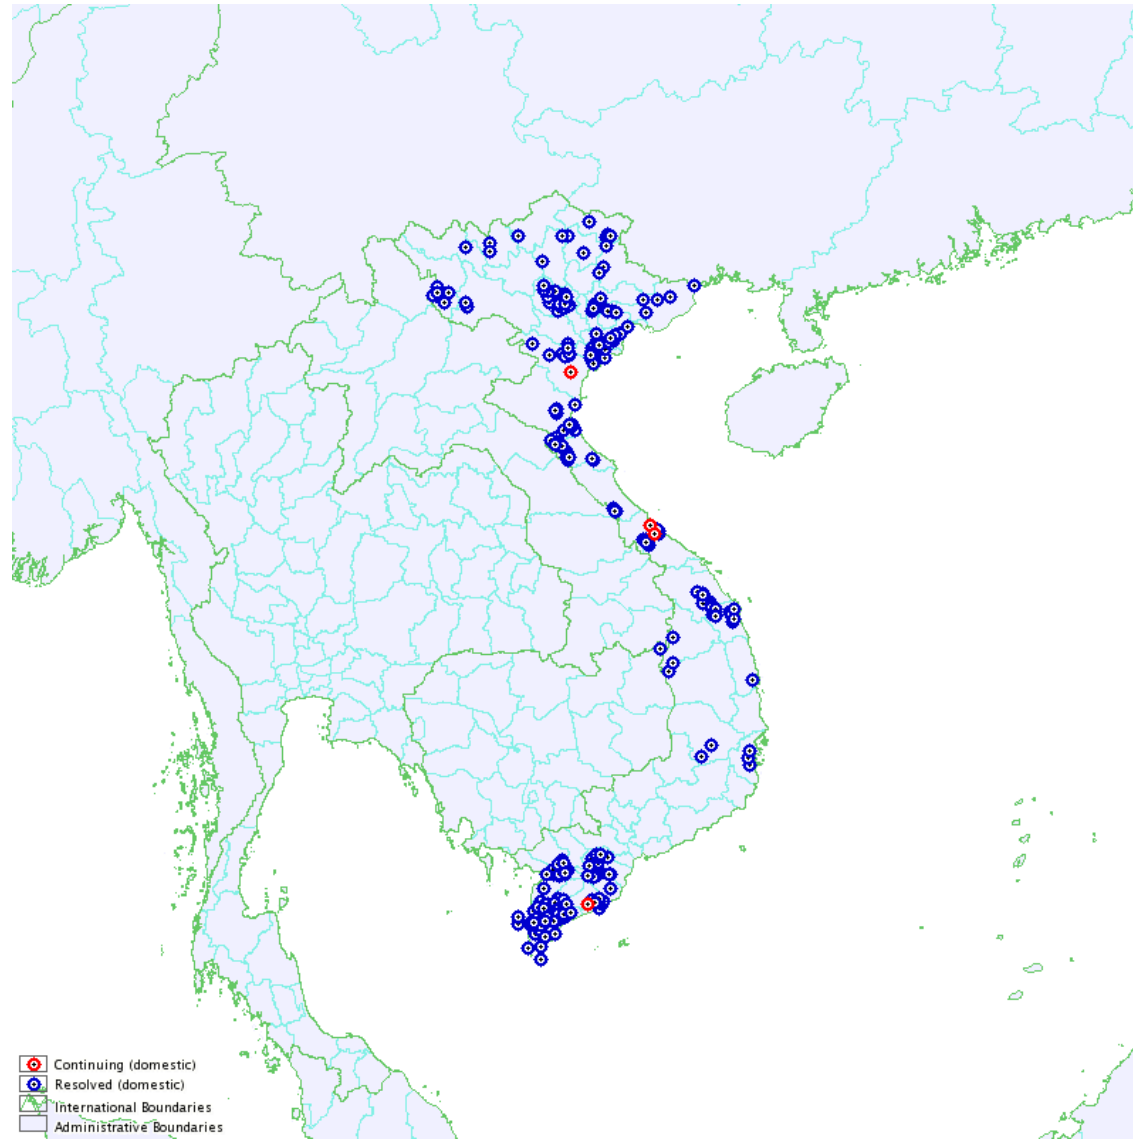 Continuing (domestic)
Resolved (domestic)
International Boundaries
Administrative Boundaries